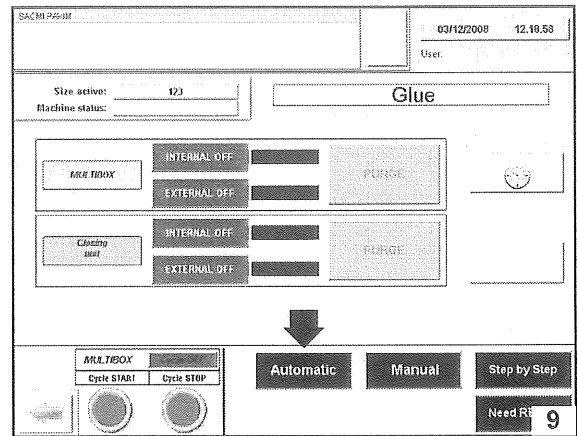 SACMI PAKIM
03/12/2008 12.18.58
User:
Size active: 123
Machine status:
Glue
MULTIBOX
INTERNAL OFF
EXTERNAL OFF
PURGE
Closing
unit
INTERNAL OFF
EXTERNAL OFF
PURGE
MULTIBOX
Cycle START Cycle STOP
Automatic Manual Step by Step
Need
9